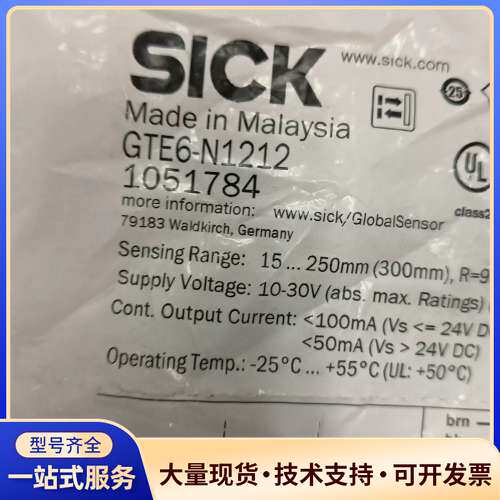 SICK
www.sick.com
25
Made in Malaysia
GTE6-N1212
1051784
UL
class2
more information: www.sick/GlobalSensor
79183 Waldkirch, Germany
Sensing Range: 15 ... 250mm (300mm), R=9
Supply Voltage: 10-30V (abs. max. Ratings)
Cont. Output Current: <100mA (Vs <= 24V D
<50mA (Vs > 24V DC)
Operating Temp.: -25°C ... +55°C (UL: +50°C)
brn
型号齐全
一站式服务
大量现货·技术支持·可开发票